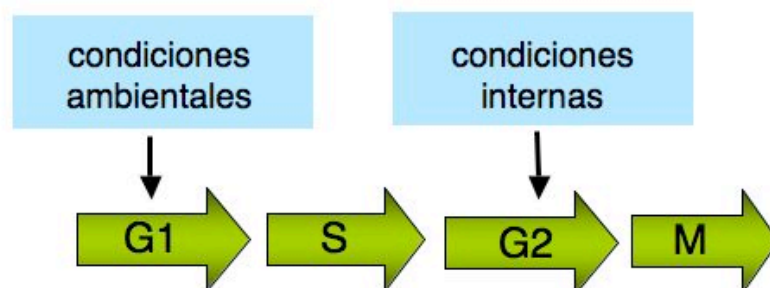 condiciones
ambientales
condiciones
internas
G1
S
G2
M